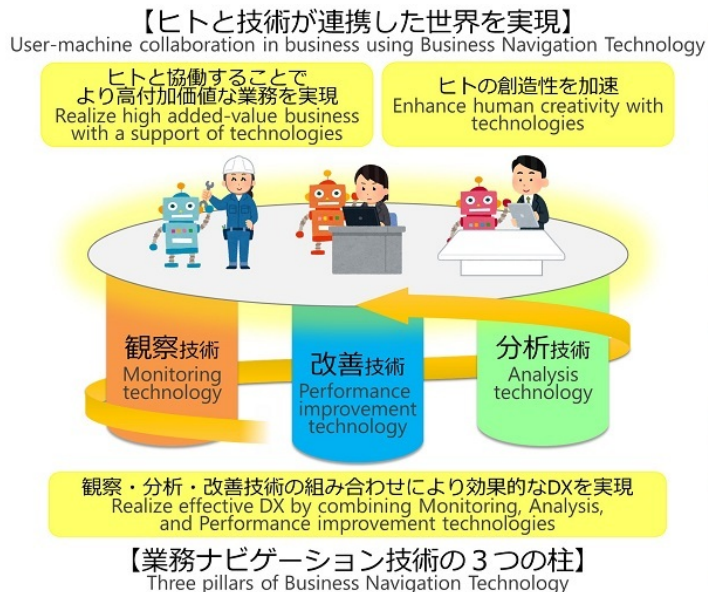 【ヒトと技術が連携した世界を実現】
User-machine collaboration in business using Business Navigation Technology
ヒトと協働することで
より高付加価値な業務を実現
Realize high added-value business
with a support of technologies
ヒトの創造性を加速
Enhance human creativity with
technologies
観察技術
Monitoring
technology
改善技術
Performance
improvement
technology
分析技術
Analysis
technology
観察・分析・改善技術の組み合わせにより効果的なDXを実現
Realize effective DX by combining Monitoring, Analysis,
and Performance improvement technologies
【業務ナビゲーション技術の３つの柱】
Three pillars of Business Navigation Technology